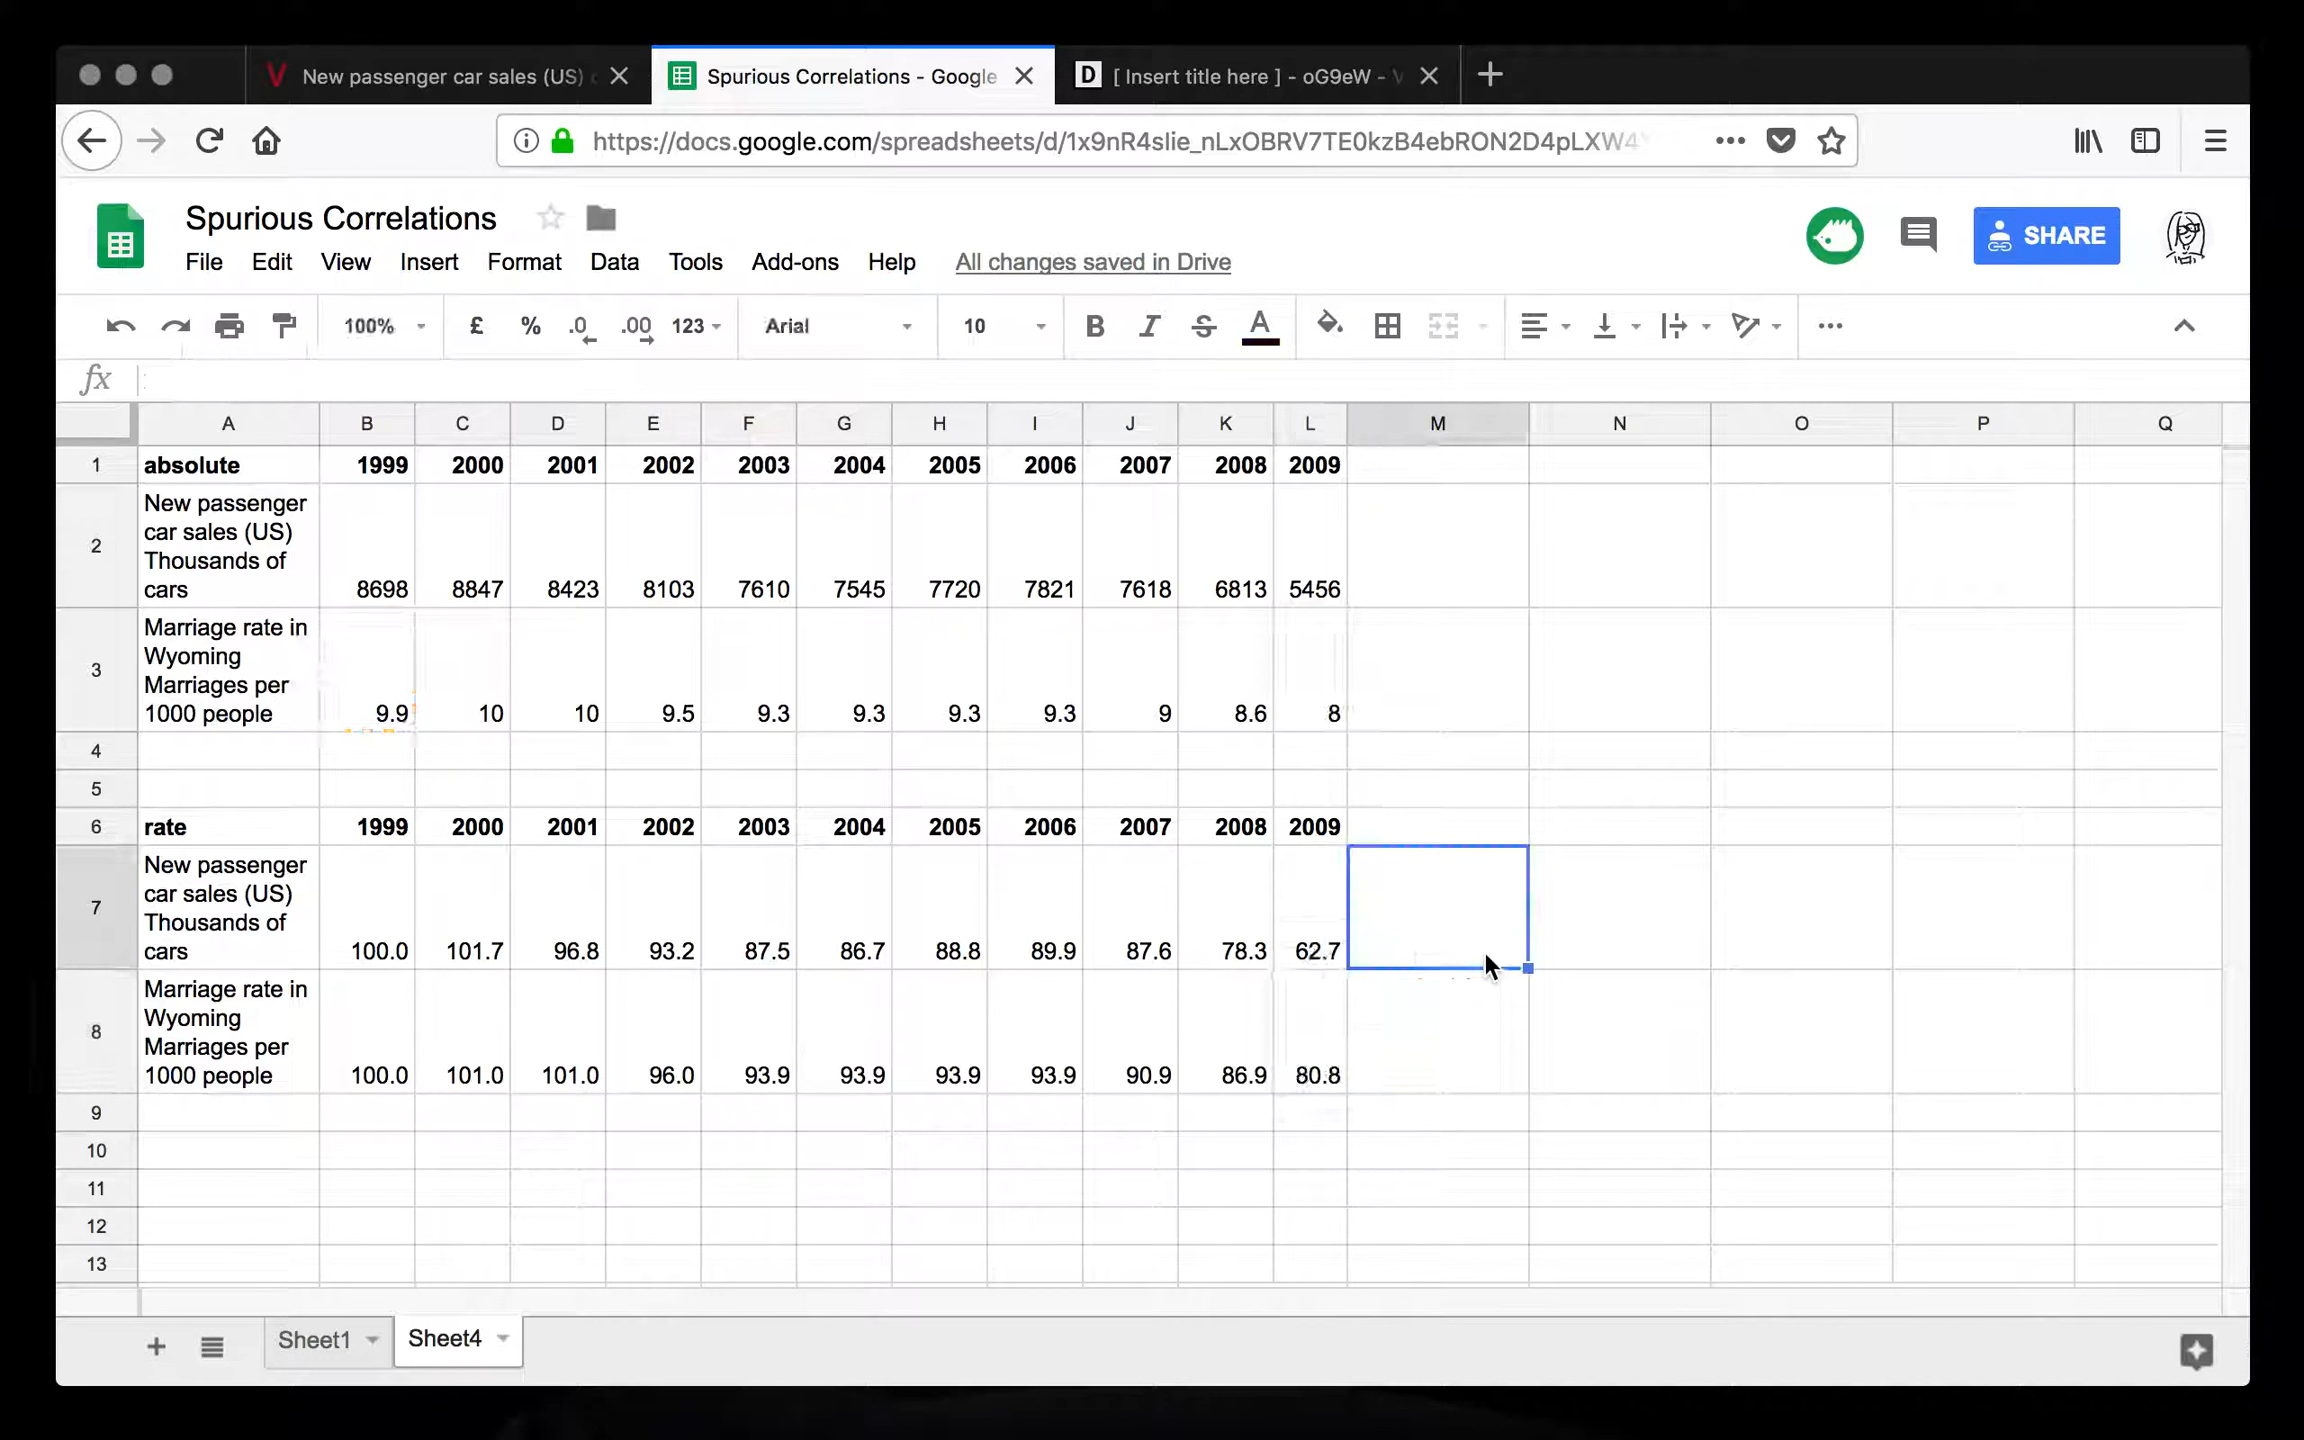 New passenger car sales (US)
Spurious Correlations - Google
[ Insert title here ] - oG9eW -
https://docs.google.com/spreadsheets/d/1x9nR4slie_nLxOBRV7TE0kzB4ebRON2D4pLXW4
Spurious Correlations
File Edit View Insert Format Data Tools Add-ons Help All changes saved in Drive
SHARE
100% £ % .0 .00 123 Arial 10 B I S A
fx
A B C D E F G H I J K L M N O P Q
1 absolute 1999 2000 2001 2002 2003 2004 2005 2006 2007 2008 2009
New passenger
car sales (US)
2 Thousands of
cars 8698 8847 8423 8103 7610 7545 7720 7821 7618 6813 5456
Marriage rate in
Wyoming
3 Marriages per
1000 people 9.9 10 10 9.5 9.3 9.3 9.3 9.3 9 8.6 8
4
5
6 rate 1999 2000 2001 2002 2003 2004 2005 2006 2007 2008 2009
New passenger
car sales (US)
7 Thousands of
cars 100.0 101.7 96.8 93.2 87.5 86.7 88.8 89.9 87.6 78.3 62.7
Marriage rate in
Wyoming
8 Marriages per
1000 people 100.0 101.0 101.0 96.0 93.9 93.9 93.9 93.9 90.9 86.9 80.8
9
10
11
12
13
Sheet1 Sheet4